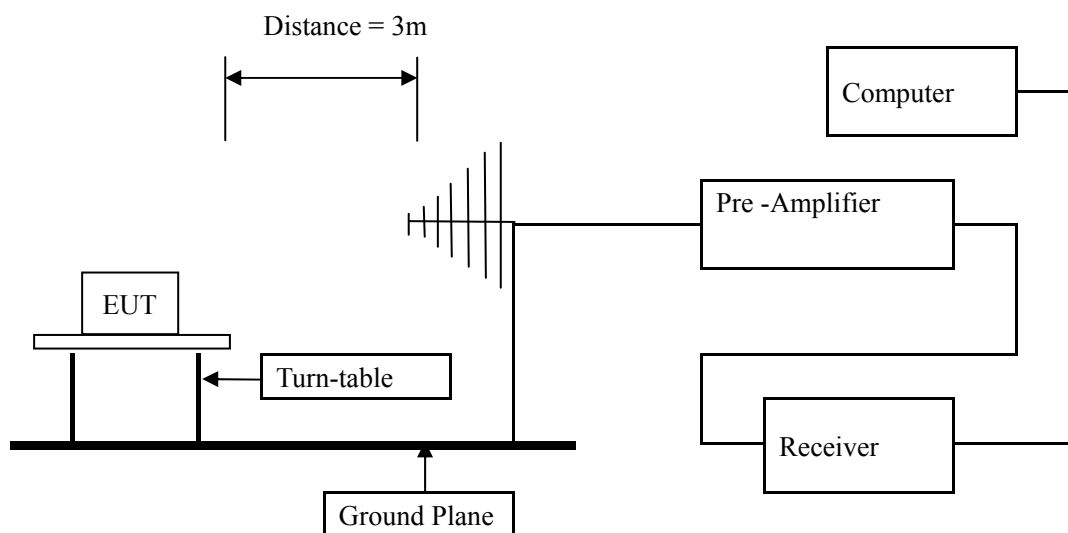 Distance = 3m
Computer
Pre -Amplifier
EUT
Turn-table
Receiver
Ground Plane